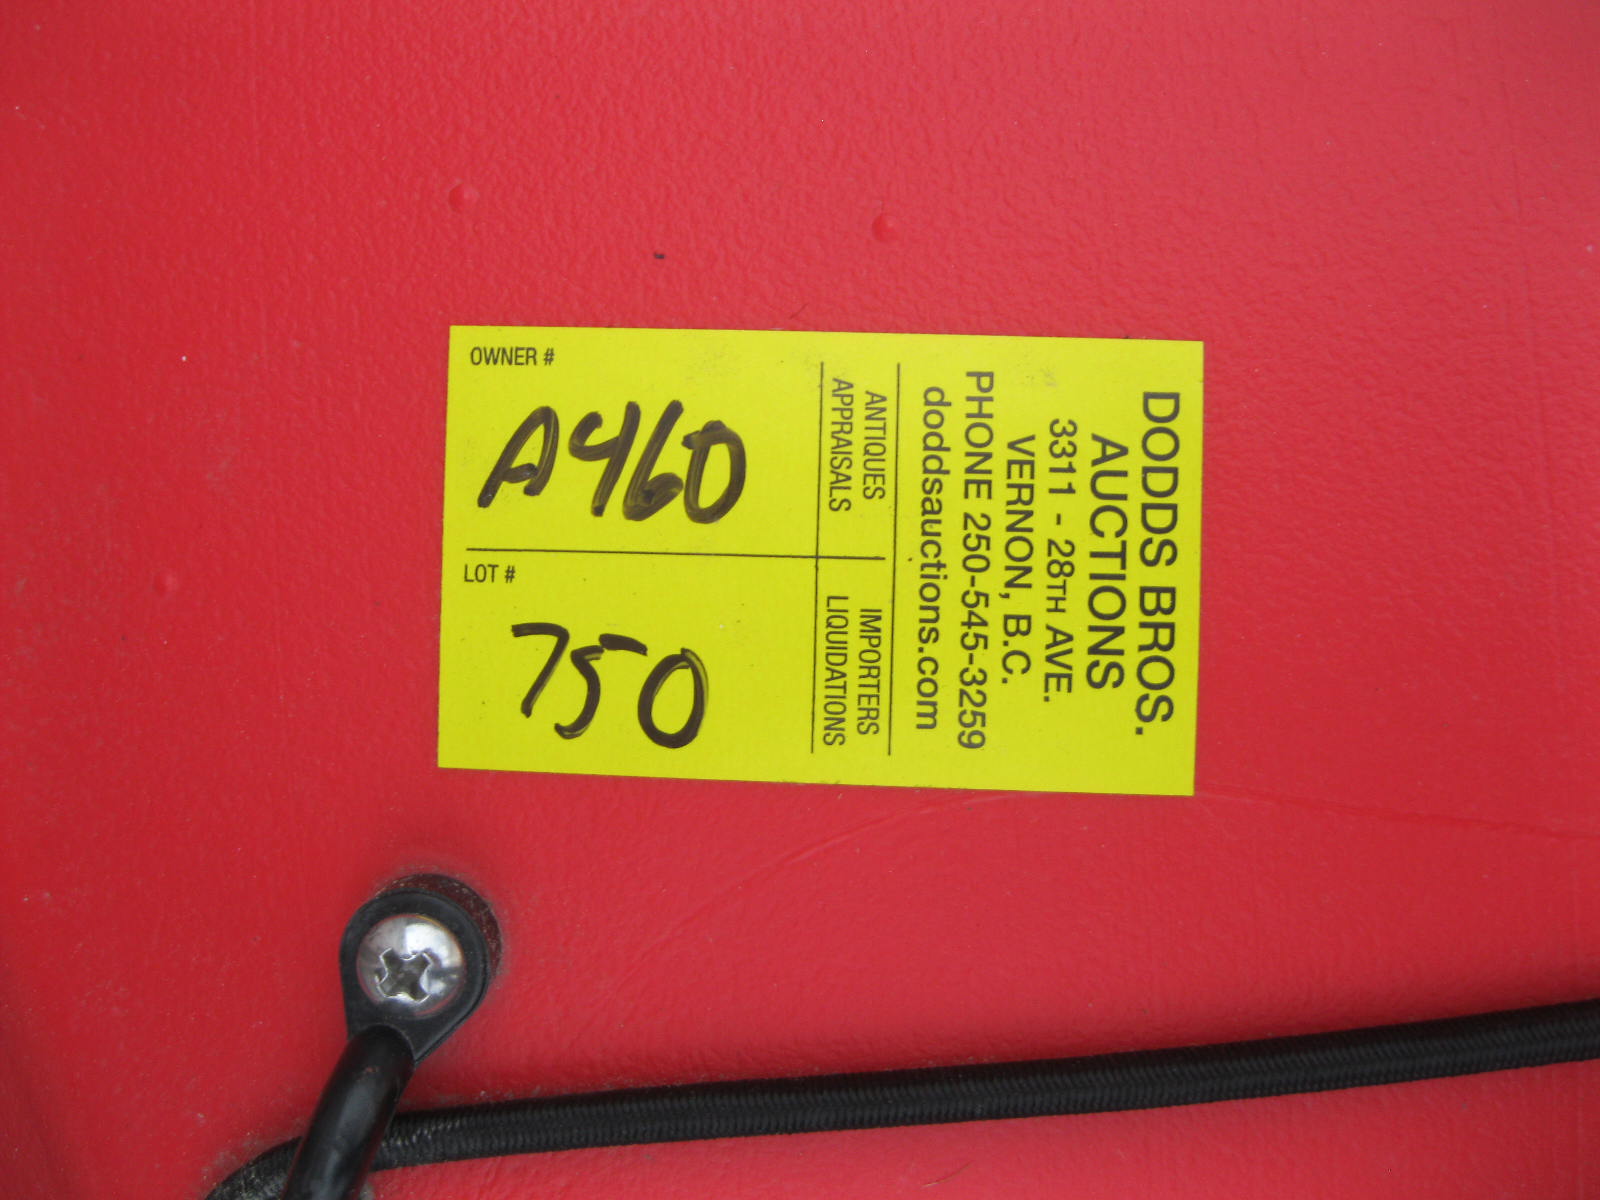 DODDS BROS.
AUCTIONS
3311 - 28TH AVE.
VERNON, B.C.
PHONE 250-545-3259
doddsauctions.com
ANTIQUES
APPRAISALS
IMPORTERS
LIQUIDATIONS
OWNER #
A460
LOT #
750